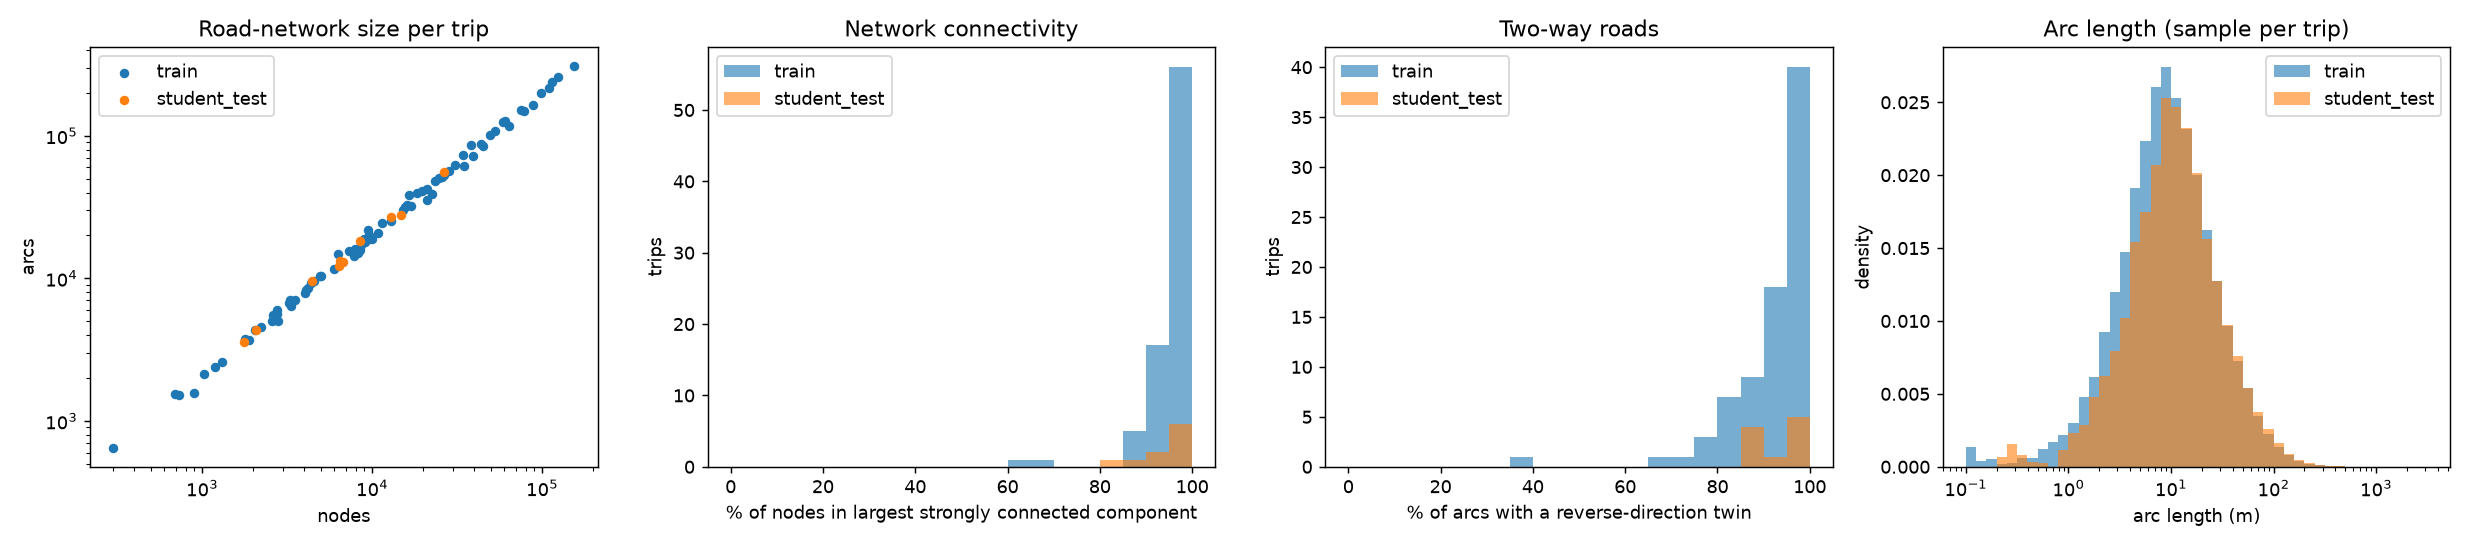 Road-network size per trip
train
student_test
10^5
10^4
10^3
arcs
10^3
10^4
10^5
nodes
Network connectivity
train
student_test
50
40
30
20
10
0
trips
0
20
40
60
80
100
% of nodes in largest strongly connected component
Two-way roads
train
student_test
40
35
30
25
20
15
10
5
0
trips
0
20
40
60
80
100
% of arcs with a reverse-direction twin
Arc length (sample per trip)
train
student_test
0.025
0.020
0.015
0.010
0.005
0.000
density
10^−1
10^0
10^1
10^2
10^3
arc length (m)